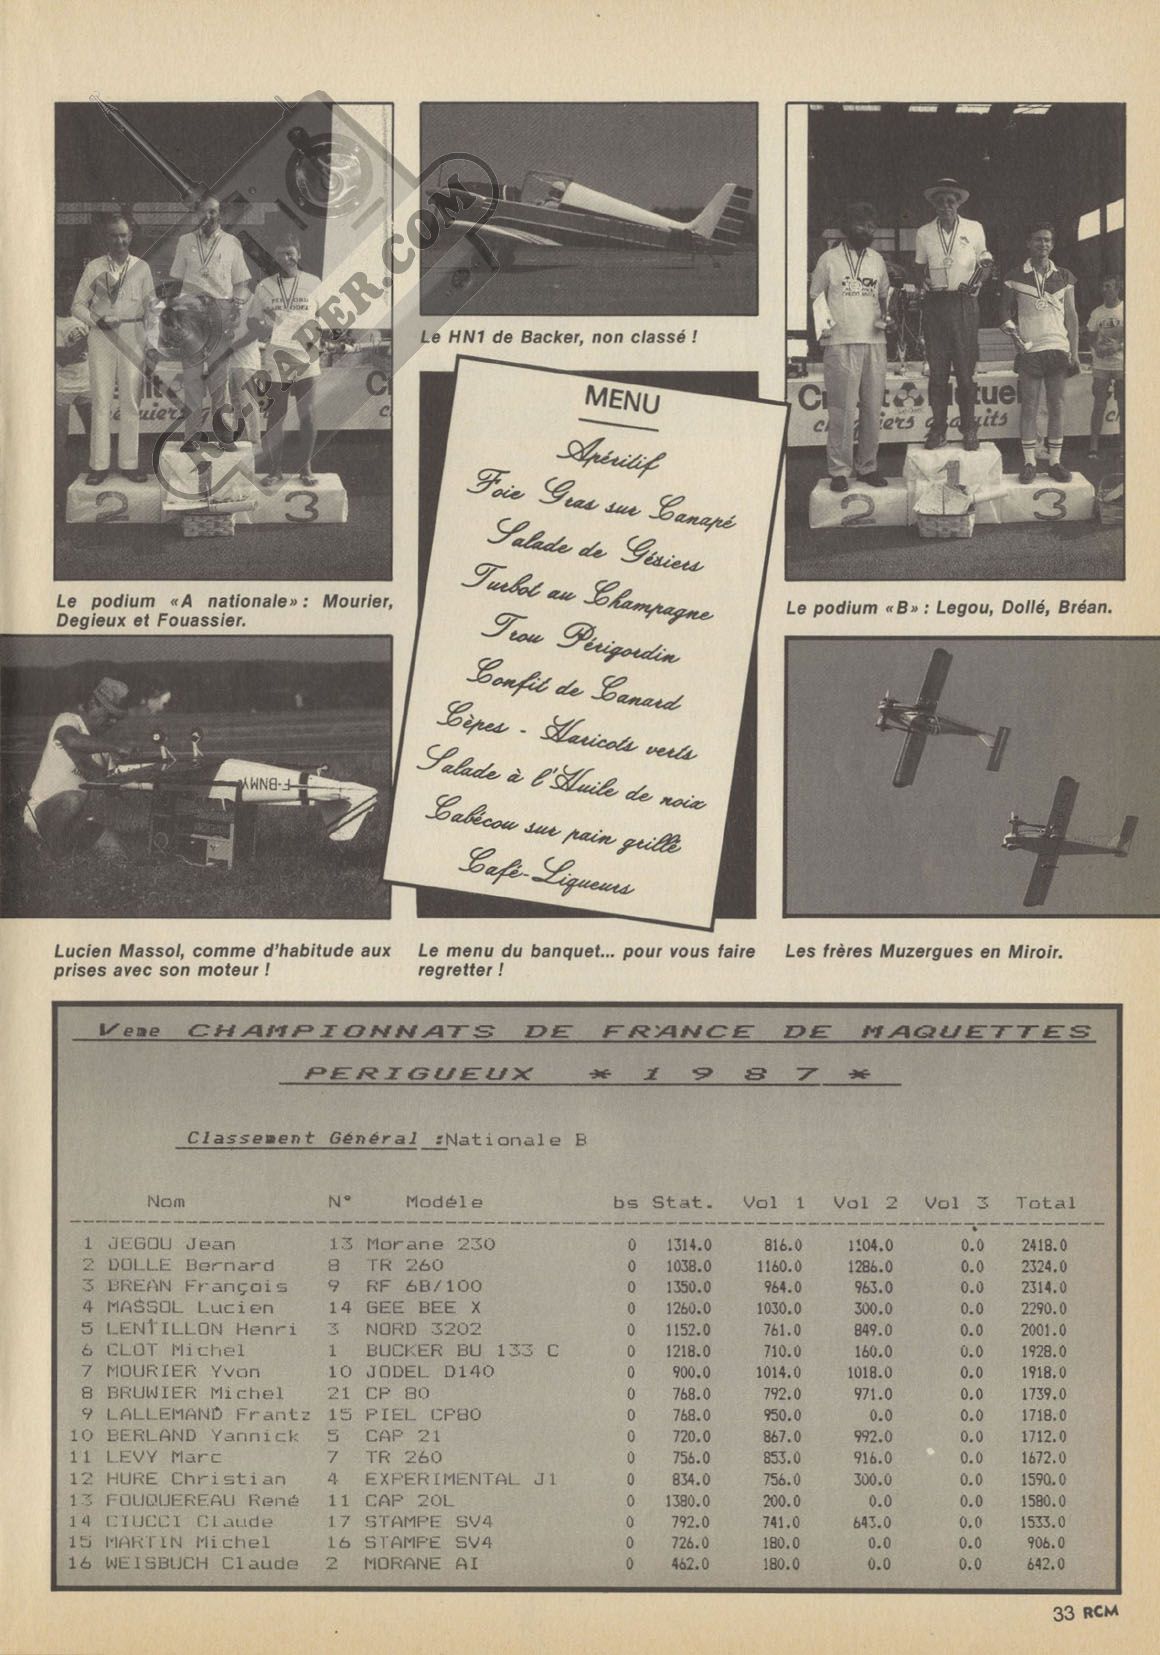 RC-PAPER.COM
Le HN1 de Backer, non classé !
Le podium «A nationale» : Mourier,
Degieux et Fouassier.
Le podium «B» : Legou, Dollé, Bréan.
2
1
3
2
3
MENU
Apéritif
Foie Gras sur Canapé
Salade de Gésiers
Turbot au Champagne
Trou Périgordin
Confit de Canard
Cèpes - Haricots verts
Salade à l'Huile de noix
Cabécou sur pain grillé
Café-Liqueurs
F-BNMY
Lucien Massol, comme d'habitude aux
prises avec son moteur !
Le menu du banquet... pour vous faire
regretter !
Les frères Muzergues en Miroir.
Veme CHAMPIONNATS DE FRANCE DE MAQUETTES
PERIGUEUX * 1 9 8 7 *
Classement Général :Nationale B
Nom N° Modéle bs Stat. Vol 1 Vol 2 Vol 3 Total
1 JEGOU Jean 13 Morane 230 0 1314.0 816.0 1104.0 0.0 2418.0
2 DOLLE Bernard 8 TR 260 0 1038.0 1160.0 1286.0 0.0 2324.0
3 BREAN François 9 RF 6B/100 0 1350.0 964.0 963.0 0.0 2314.0
4 MASSOL Lucien 14 GEE BEE X 0 1260.0 1030.0 300.0 0.0 2290.0
5 LENTILLON Henri 3 NORD 3202 0 1152.0 761.0 849.0 0.0 2001.0
6 CLOT Michel 1 BUCKER BU 133 C 0 1218.0 710.0 160.0 0.0 1928.0
7 MOURIER Yvon 10 JODEL D140 0 900.0 1014.0 1018.0 0.0 1918.0
8 BRUWIER Michel 21 CP 80 0 768.0 792.0 971.0 0.0 1739.0
9 LALLEMAND Frantz 15 PIEL CP80 0 768.0 950.0 0.0 0.0 1718.0
10 BERLAND Yannick 5 CAP 21 0 720.0 867.0 992.0 0.0 1712.0
11 LEVY Marc 7 TR 260 0 756.0 853.0 916.0 0.0 1672.0
12 HURE Christian 4 EXPERIMENTAL J1 0 834.0 756.0 300.0 0.0 1590.0
13 FOUQUEREAU René 11 CAP 20L 0 1380.0 200.0 0.0 0.0 1580.0
14 CIUCCI Claude 17 STAMPE SV4 0 792.0 741.0 643.0 0.0 1533.0
15 MARTIN Michel 16 STAMPE SV4 0 726.0 180.0 0.0 0.0 906.0
16 WEISBUCH Claude 2 MORANE AI 0 462.0 180.0 0.0 0.0 642.0
33 RCM